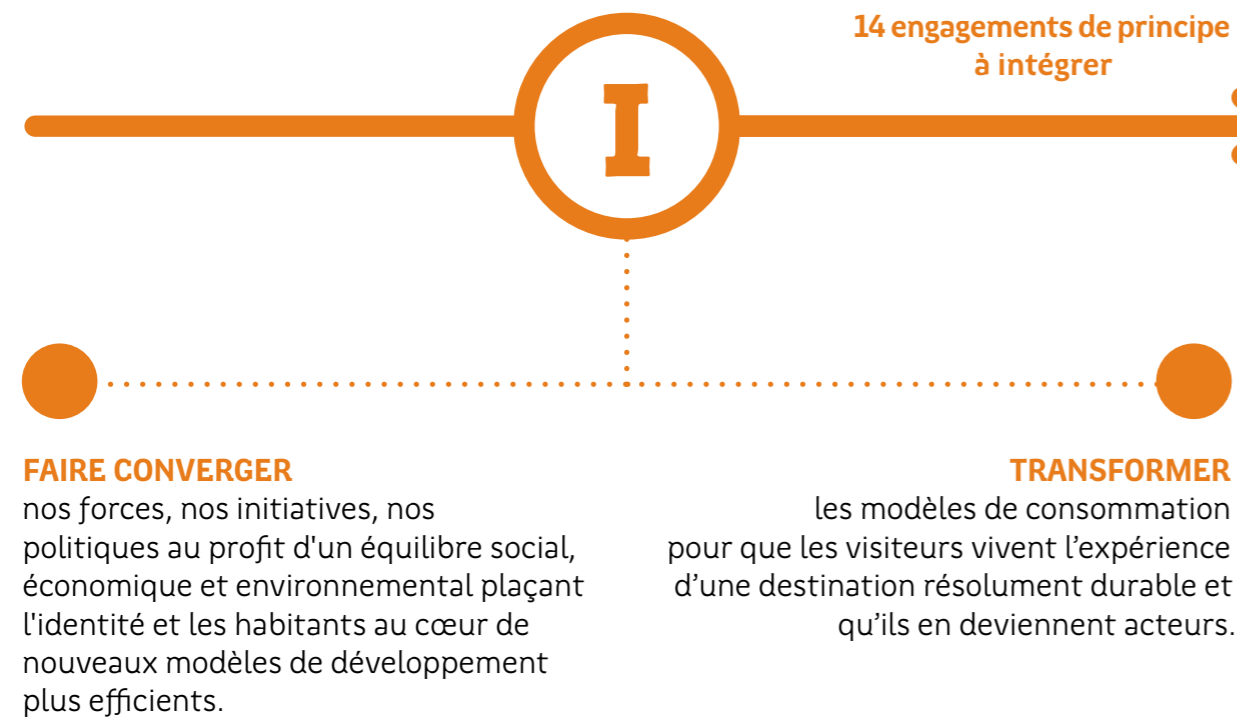 14 engagements de principe
à intégrer
I
FAIRE CONVERGER
nos forces, nos initiatives, nos
politiques au profit d'un équilibre social,
économique et environnemental plaçant
l'identité et les habitants au cœur de
nouveaux modèles de développement
plus efficients.
TRANSFORMER
les modèles de consommation
pour que les visiteurs vivent l’expérience
d’une destination résolument durable et
qu’ils en deviennent acteurs.